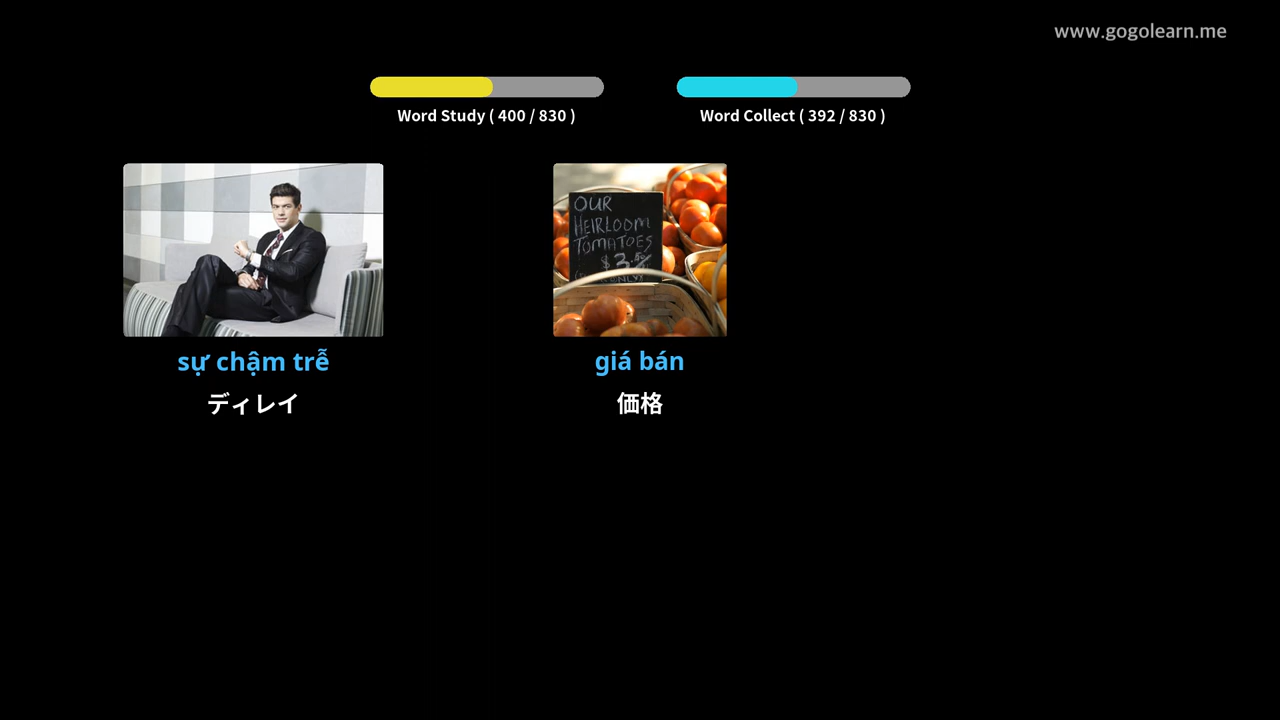 www.gogolearn.me
Word Study ( 400 / 830 )
Word Collect ( 392 / 830 )
OUR
HEIRLOOM
TOMATOES
$3.
sự chậm trễ
giá bán
ディレイ
価格